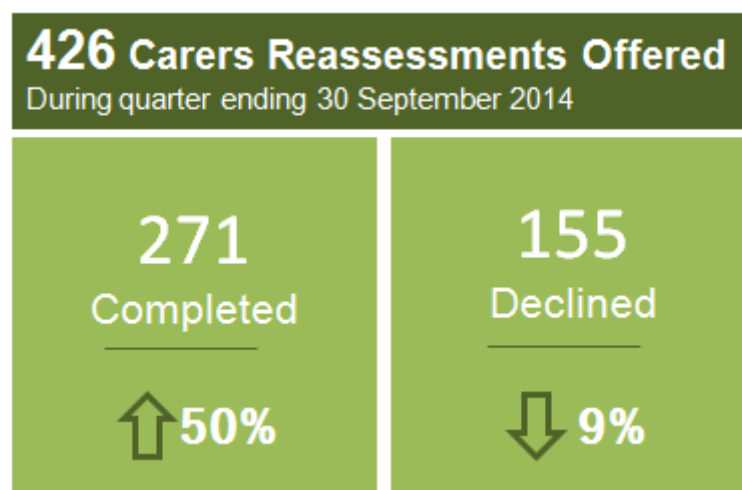 426 Carers Reassessments Offered
During quarter ending 30 September 2014
271
Completed
50%
155
Declined
9%